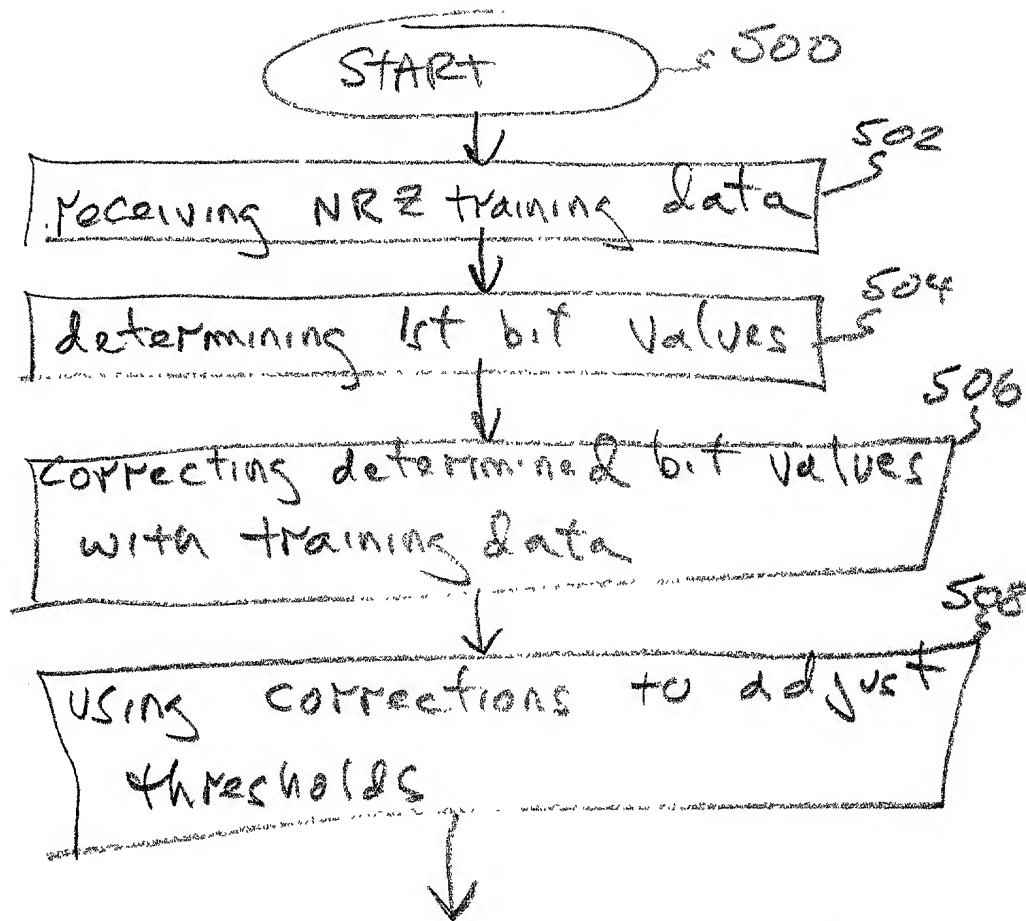 START 500
502
receiving NRZ training data
504
determining 1st bit values
506
correcting determined bit values
with training data
508
using corrections to adjust
thresholds